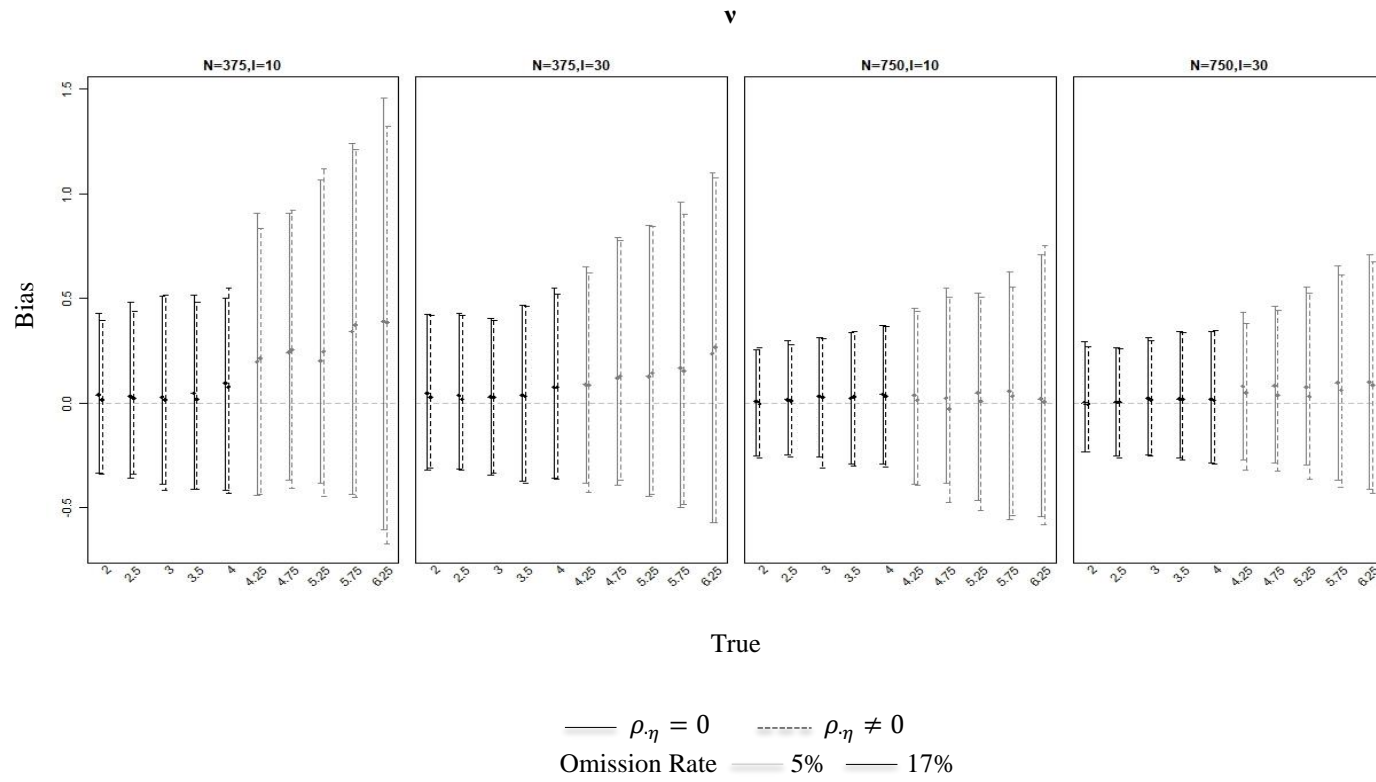 ν
N=375,I=10 N=375,I=30 N=750,I=10 N=750,I=30
1.5
1.0
0.5
0.0
-0.5
Bias
2 2.5 3 3.5 4 4.25 4.75 5.25 5.75 6.25 2 2.5 3 3.5 4 4.25 4.75 5.25 5.75 6.25 2 2.5 3 3.5 4 4.25 4.75 5.25 5.75 6.25 2 2.5 3 3.5 4 4.25 4.75 5.25 5.75 6.25
True
ρ.η = 0 ρ.η ≠ 0
Omission Rate 5% 17%